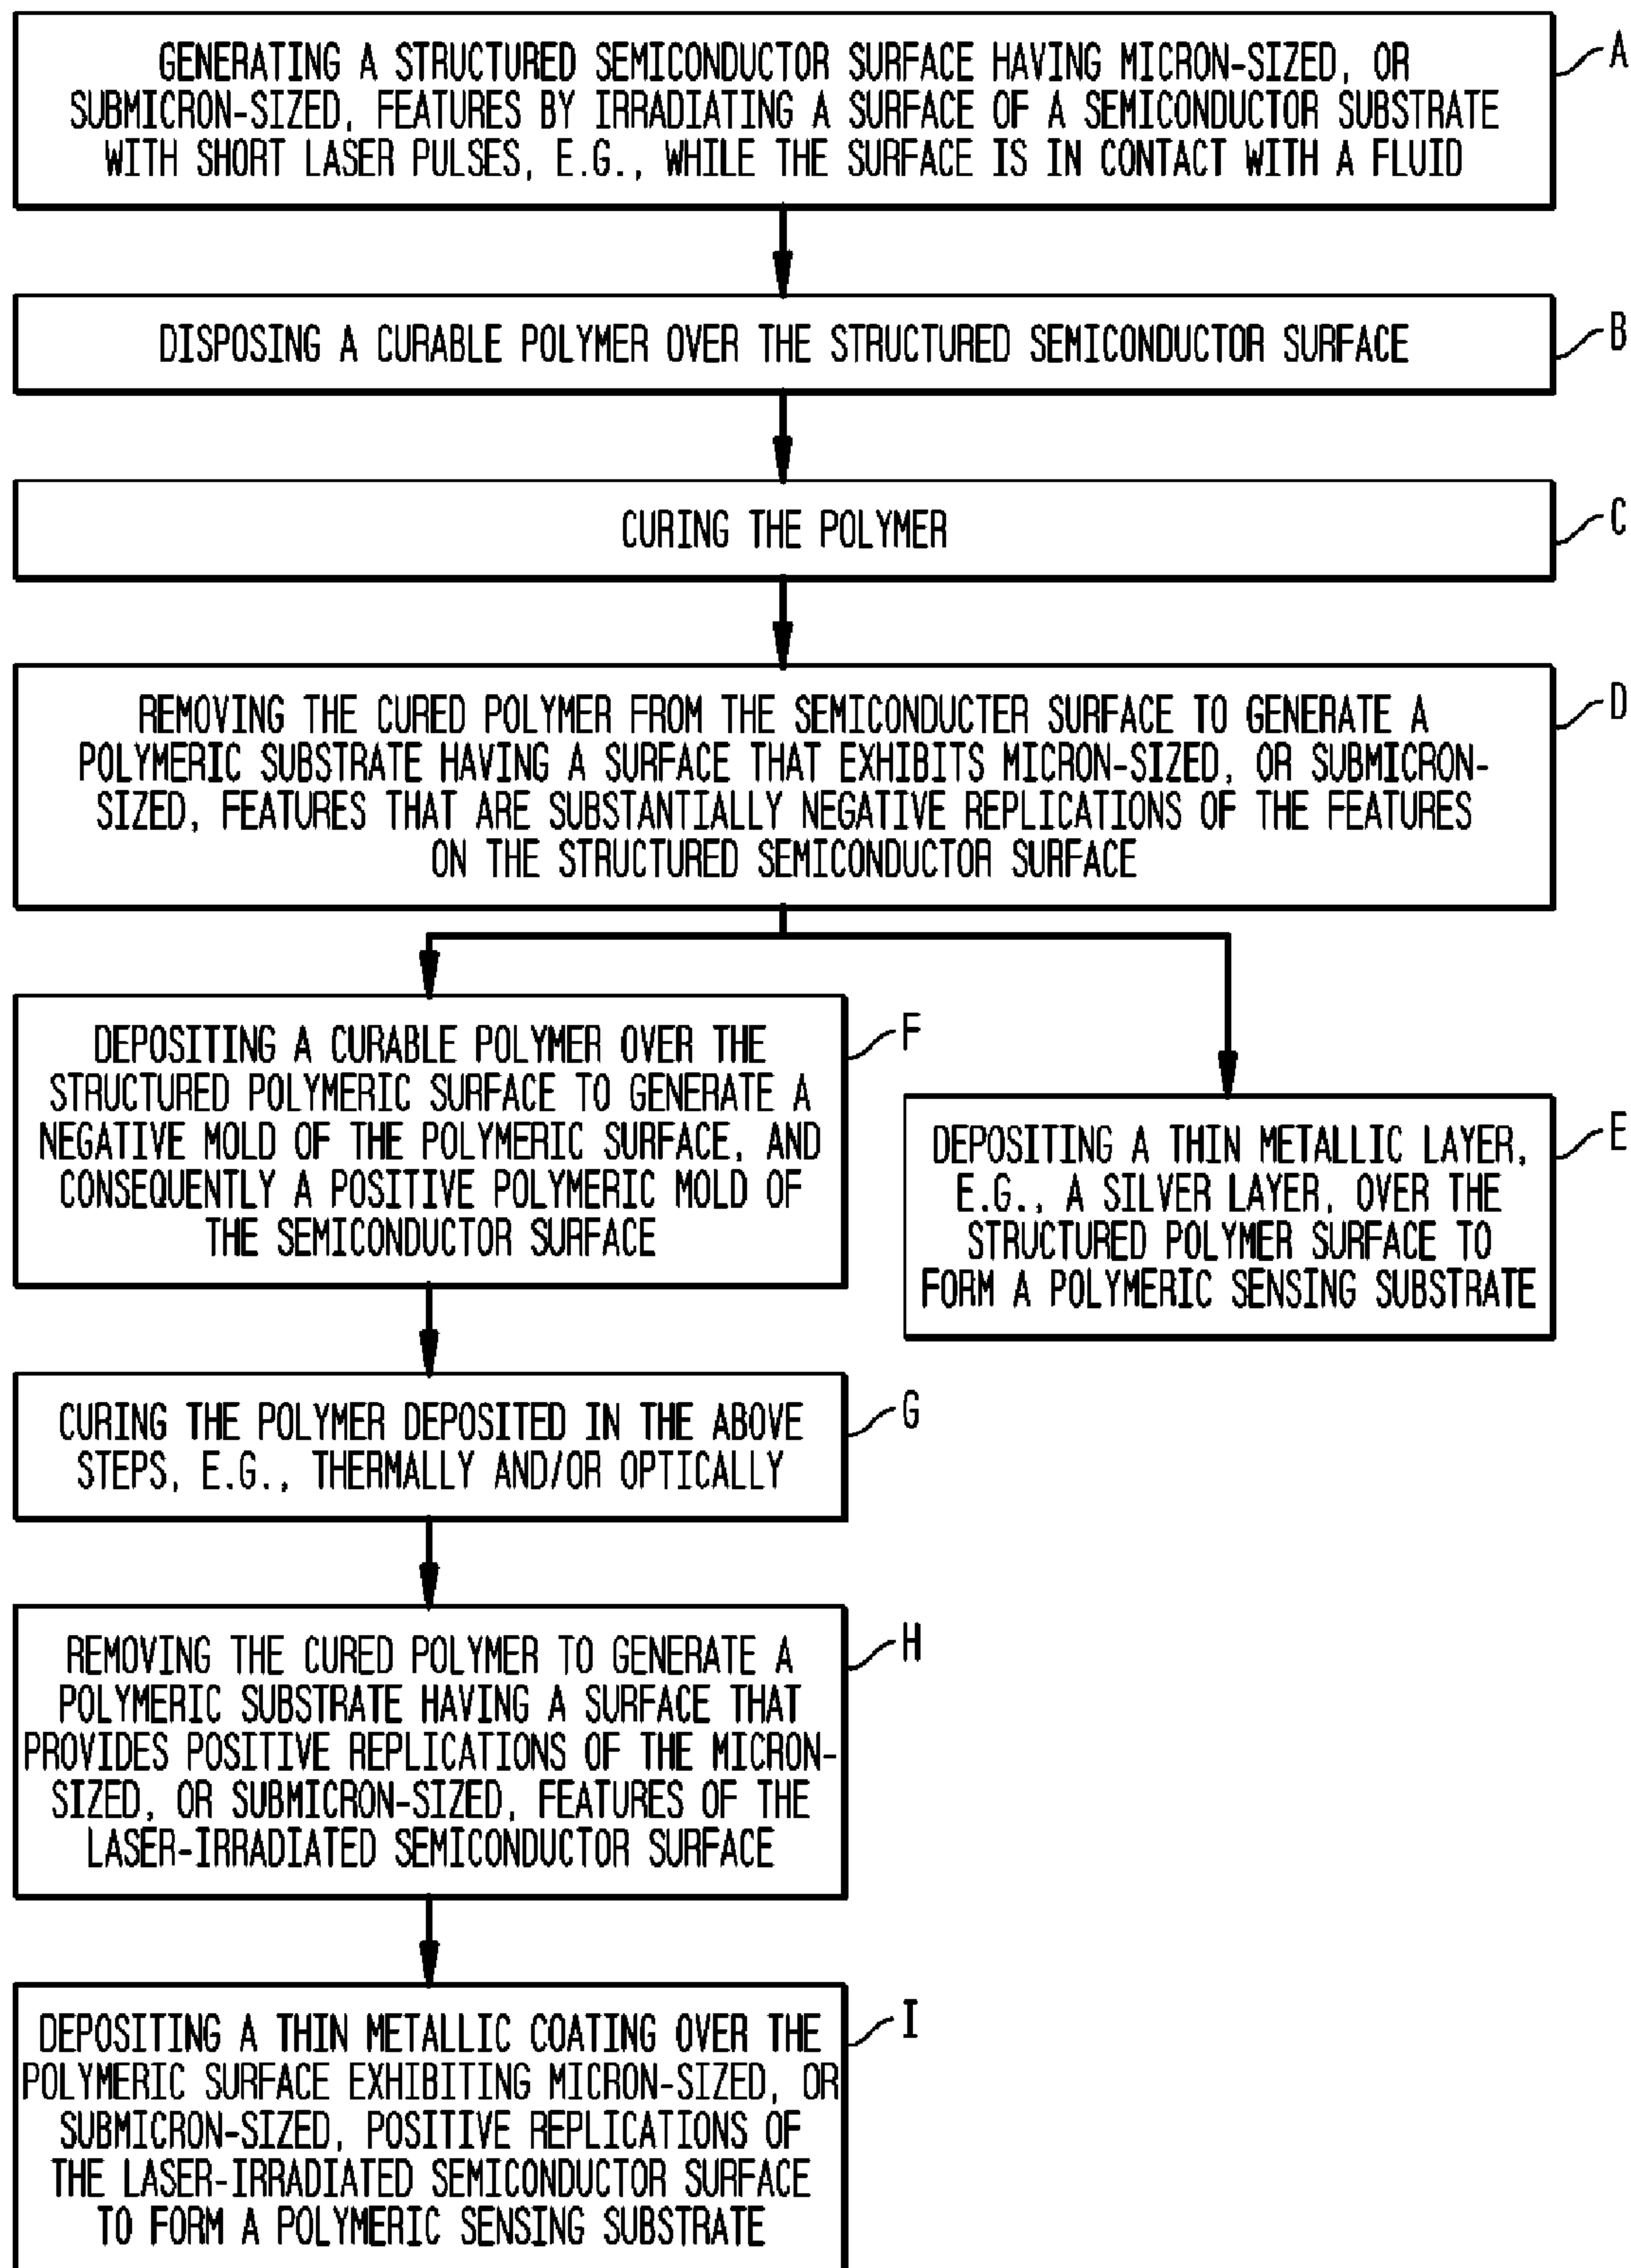 GENERATING A STRUCTURED SEMICONDUCTOR SURFACE HAVING MICRON-SIZED, OR
SUBMICRON-SIZED, FEATURES BY IRRADIATING A SURFACE OF A SEMICONDUCTOR SUBSTRATE
WITH SHORT LASER PULSES, E.G., WHILE THE SURFACE IS IN CONTACT WITH A FLUID
A
DISPOSING A CURABLE POLYMER OVER THE STRUCTURED SEMICONDUCTOR SURFACE
B
CURING THE POLYMER
C
REMOVING THE CURED POLYMER FROM THE SEMICONDUCTER SURFACE TO GENERATE A
POLYMERIC SUBSTRATE HAVING A SURFACE THAT EXHIBITS MICRON-SIZED, OR SUBMICRON-
SIZED, FEATURES THAT ARE SUBSTANTIALLY NEGATIVE REPLICATIONS OF THE FEATURES
ON THE STRUCTURED SEMICONDUCTOR SURFACE
D
DEPOSITING A CURABLE POLYMER OVER THE
STRUCTURED POLYMERIC SURFACE TO GENERATE A
NEGATIVE MOLD OF THE POLYMERIC SURFACE, AND
CONSEQUENTLY A POSITIVE POLYMERIC MOLD OF
THE SEMICONDUCTOR SURFACE
F
DEPOSITING A THIN METALLIC LAYER,
E.G., A SILVER LAYER, OVER THE
STRUCTURED POLYMER SURFACE TO
FORM A POLYMERIC SENSING SUBSTRATE
E
CURING THE POLYMER DEPOSITED IN THE ABOVE
STEPS, E.G., THERMALLY AND/OR OPTICALLY
G
REMOVING THE CURED POLYMER TO GENERATE A
POLYMERIC SUBSTRATE HAVING A SURFACE THAT
PROVIDES POSITIVE REPLICATIONS OF THE MICRON-
SIZED, OR SUBMICRON-SIZED, FEATURES OF THE
LASER-IRRADIATED SEMICONDUCTOR SURFACE
H
DEPOSITING A THIN METALLIC COATING OVER THE
POLYMERIC SURFACE EXHIBITING MICRON-SIZED, OR
SUBMICRON-SIZED, POSITIVE REPLICATIONS OF
THE LASER-IRRADIATED SEMICONDUCTOR SURFACE
TO FORM A POLYMERIC SENSING SUBSTRATE
I